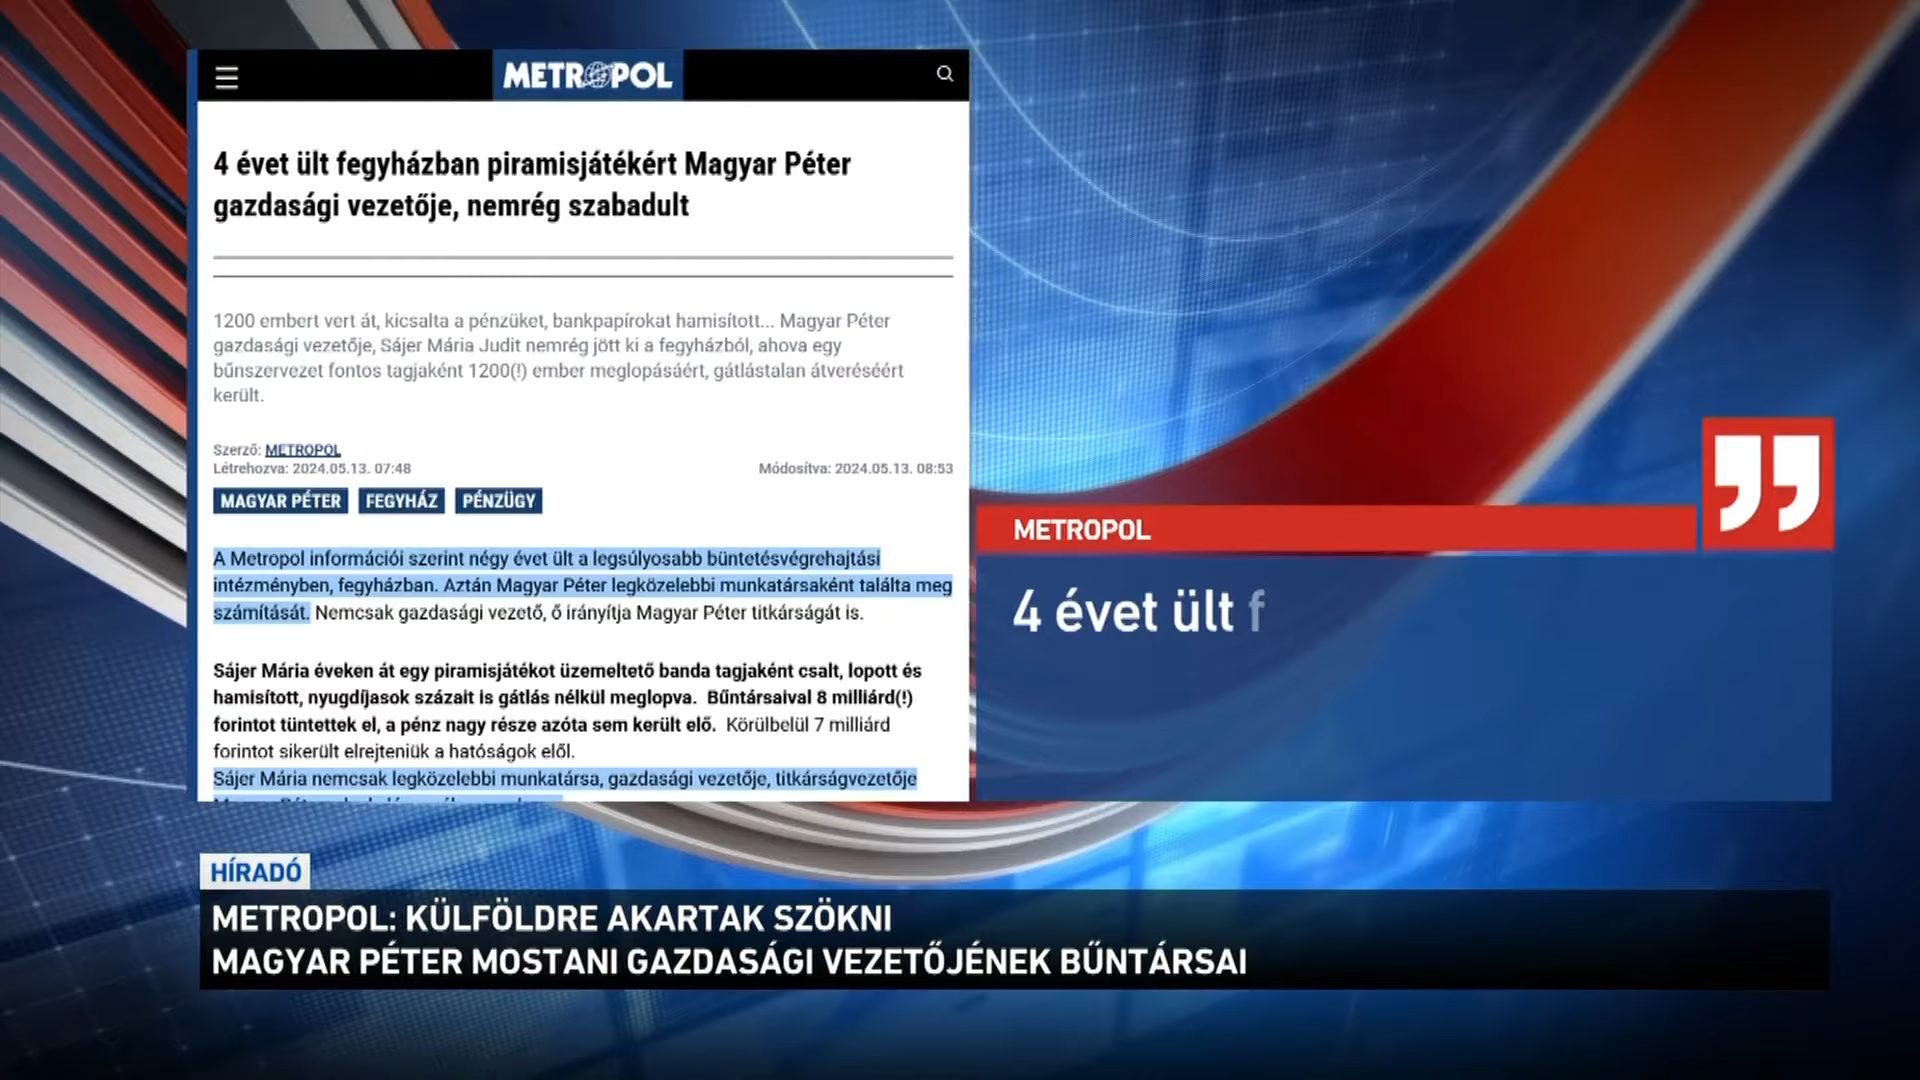 METROPOL
4 évet ült fegyházban piramisjátékért Magyar Péter
gazdasági vezetője, nemrég szabadult
1200 embert vert át, kicsalta a pénzüket, bankpapírokat hamisított... Magyar Péter
gazdasági vezetője, Sájer Mária Judit nemrég jött ki a fegyházból, ahova egy
bűnszervezet fontos tagjaként 1200(!) ember meglopásáért, gátlástalan átveréséért
került.
Szerző: METROPOL
Létrehozva: 2024.05.13. 07:48
Módosítva: 2024.05.13. 08:53
MAGYAR PÉTER FEGYHÁZ PÉNZÜGY
A Metropol információi szerint négy évet ült a legsúlyosabb büntetésvégrehajtási
intézményben, fegyházban. Aztán Magyar Péter legközelebbi munkatársaként találta meg
számítását. Nemcsak gazdasági vezető, ő irányítja Magyar Péter titkárságát is.
Sájer Mária éveken át egy piramisjátékot üzemeltető banda tagjaként csalt, lopott és
hamisított, nyugdíjasok százait is gátlás nélkül meglopva. Bűntársaival 8 milliárd(!)
forintot tüntettek el, a pénz nagy része azóta sem került elő. Körülbelül 7 milliárd
forintot sikerült elrejteniük a hatóságok elől.
Sájer Mária nemcsak legközelebbi munkatársa, gazdasági vezetője, titkárságvezetője
METROPOL
4 évet ült f
HÍRADÓ
METROPOL: KÜLFÖLDRE AKARTAK SZÖKNI
MAGYAR PÉTER MOSTANI GAZDASÁGI VEZETŐJÉNEK BŰNTÁRSAI